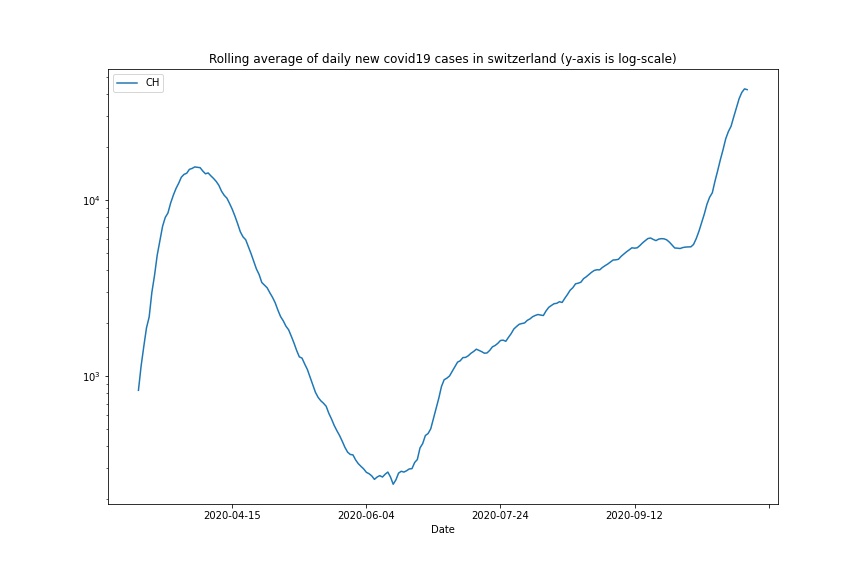 Rolling average of daily new covid19 cases in switzerland (y-axis is log-scale)
CH
10⁴
10³
2020-04-15 2020-06-04 2020-07-24 2020-09-12
Date